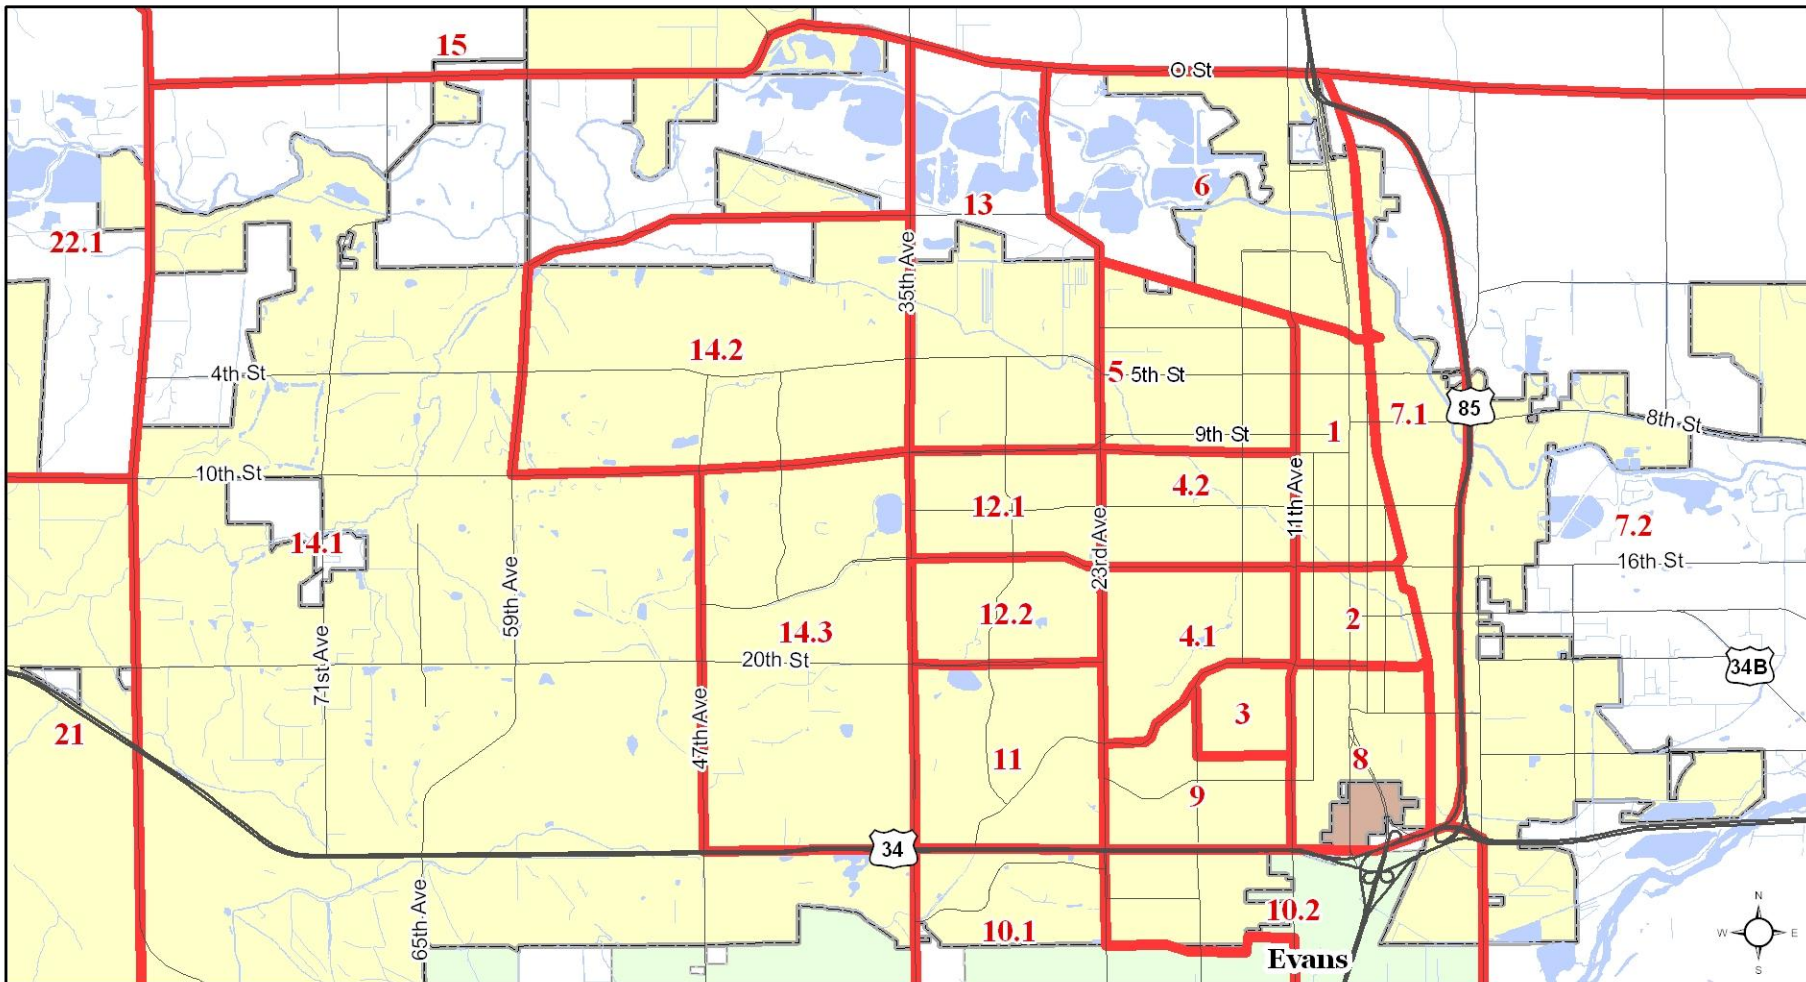 15
O St
6
13
22.1
35th Ave
14.2
4th St
5
5th St
85
7.1
8th St
1
9th St
10th St
4.2
11th Ave
12.1
7.2
14.1
23rd Ave
16th St
59th Ave
12.2
2
14.3
4.1
20th St
34B
71st Ave
3
21
47th Ave
11
8
9
34
65th Ave
10.2
10.1
Evans
N
W
E
S